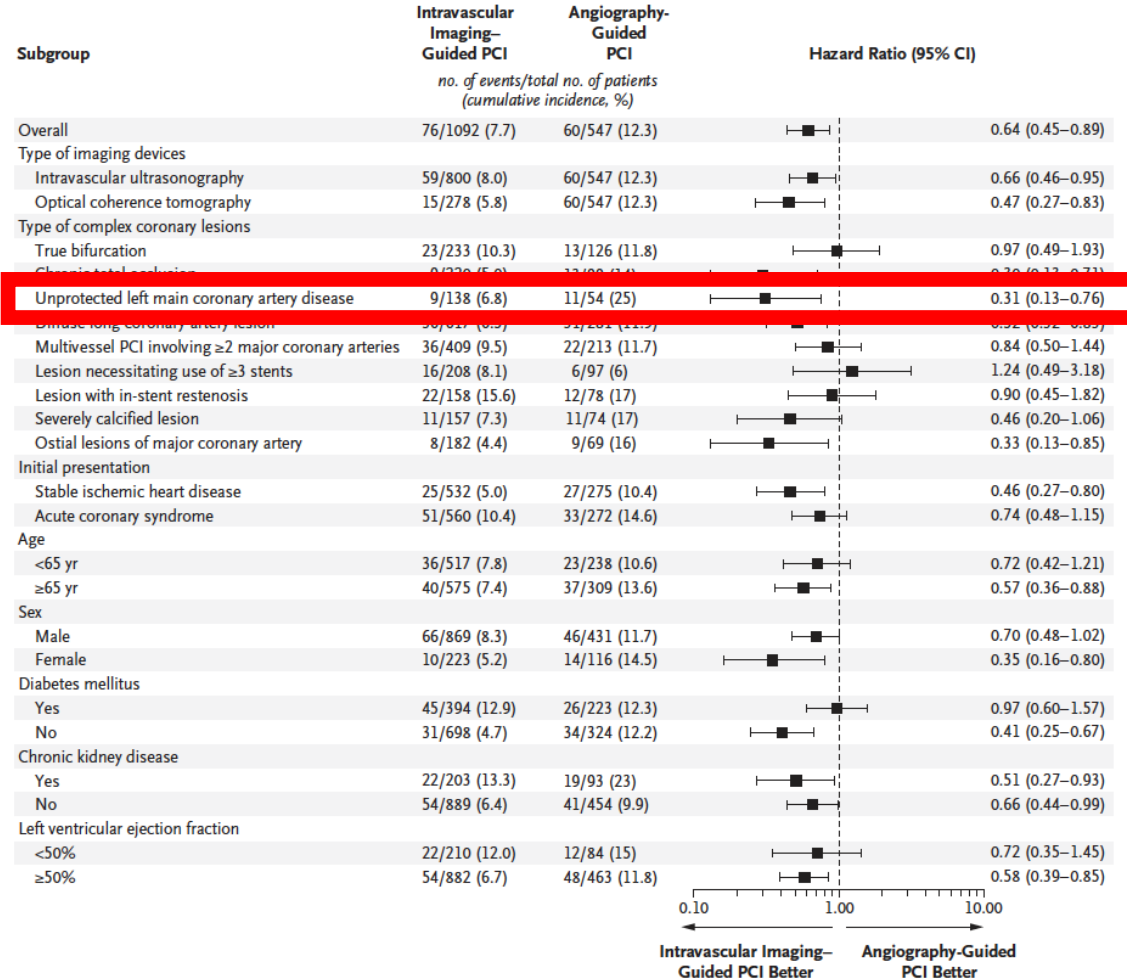 Subgroup
Intravascular
Imaging–
Guided PCI
Angiography-
Guided
PCI
Hazard Ratio (95% CI)
no. of events/total no. of patients
(cumulative incidence, %)
Overall 76/1092 (7.7) 60/547 (12.3) 0.64 (0.45–0.89)
Type of imaging devices
Intravascular ultrasonography 59/800 (8.0) 60/547 (12.3) 0.66 (0.46–0.95)
Optical coherence tomography 15/278 (5.8) 60/547 (12.3) 0.47 (0.27–0.83)
Type of complex coronary lesions
True bifurcation 23/233 (10.3) 13/126 (11.8) 0.97 (0.49–1.93)
Chronic total occlusion
Unprotected left main coronary artery disease 9/138 (6.8) 11/54 (25) 0.31 (0.13–0.76)
Diffuse long coronary artery lesion
Multivessel PCI involving ≥2 major coronary arteries 36/409 (9.5) 22/213 (11.7) 0.84 (0.50–1.44)
Lesion necessitating use of ≥3 stents 16/208 (8.1) 6/97 (6) 1.24 (0.49–3.18)
Lesion with in-stent restenosis 22/158 (15.6) 12/78 (17) 0.90 (0.45–1.82)
Severely calcified lesion 11/157 (7.3) 11/74 (17) 0.46 (0.20–1.06)
Ostial lesions of major coronary artery 8/182 (4.4) 9/69 (16) 0.33 (0.13–0.85)
Initial presentation
Stable ischemic heart disease 25/532 (5.0) 27/275 (10.4) 0.46 (0.27–0.80)
Acute coronary syndrome 51/560 (10.4) 33/272 (14.6) 0.74 (0.48–1.15)
Age
<65 yr 36/517 (7.8) 23/238 (10.6) 0.72 (0.42–1.21)
≥65 yr 40/575 (7.4) 37/309 (13.6) 0.57 (0.36–0.88)
Sex
Male 66/869 (8.3) 46/431 (11.7) 0.70 (0.48–1.02)
Female 10/223 (5.2) 14/116 (14.5) 0.35 (0.16–0.80)
Diabetes mellitus
Yes 45/394 (12.9) 26/223 (12.3) 0.97 (0.60–1.57)
No 31/698 (4.7) 34/324 (12.2) 0.41 (0.25–0.67)
Chronic kidney disease
Yes 22/203 (13.3) 19/93 (23) 0.51 (0.27–0.93)
No 54/889 (6.4) 41/454 (9.9) 0.66 (0.44–0.99)
Left ventricular ejection fraction
<50% 22/210 (12.0) 12/84 (15) 0.72 (0.35–1.45)
≥50% 54/882 (6.7) 48/463 (11.8) 0.58 (0.39–0.85)
0.10 1.00 10.00
Intravascular Imaging–
Guided PCI Better
Angiography-Guided
PCI Better